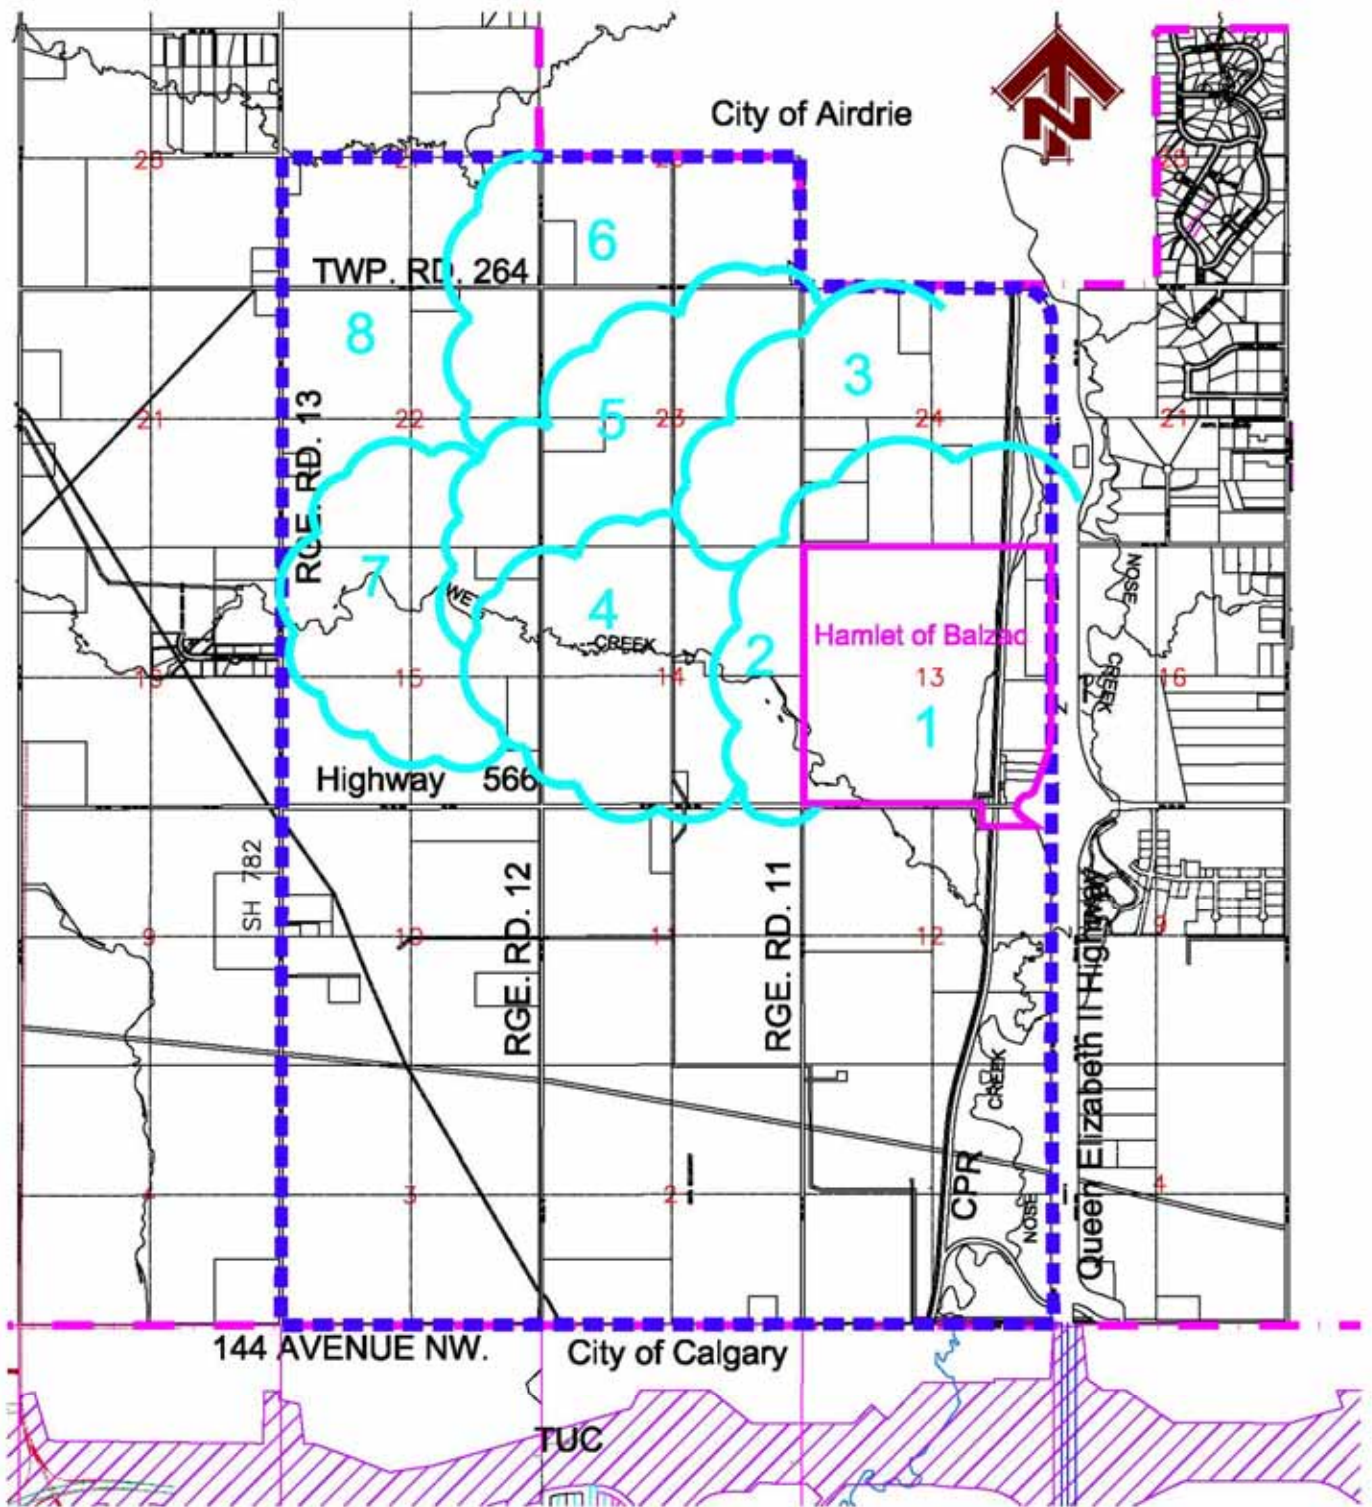 City of Airdrie
N
6
TWP. RD. 264
8
3
RGE. RD. 13
21
22
5
23
24
21
7
WEST
4
CREEK
2
Hamlet of Balzac
NOSE
CREEK
15
14
13
16
1
Highway 566
SH 782
RGE. RD. 12
RGE. RD. 11
9
10
11
12
9
Queen Elizabeth II Highway
CREEK
CPR
NOSE
4
3
2
4
144 AVENUE NW.
City of Calgary
TUC